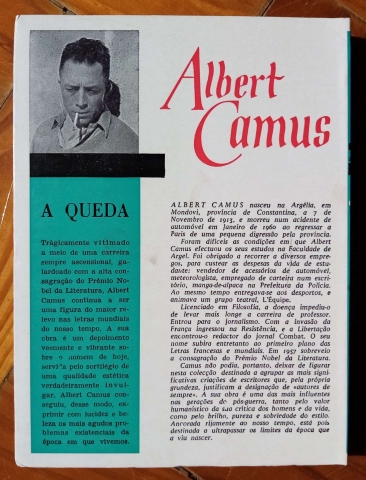 Albert
Camus
A QUEDA
Tràgicamente vitimado
a meio de uma carreira
sempre ascensional, ga-
lardoado com a alta con-
sagração do Prémio No-
bel da Literatura, Albert
Camus continua a ser
uma figura do maior re-
levo nas letras mundiais
do nosso tempo. A sua
obra é um depoimento
veemente e vibrante so-
bre o homem de hoje,
servida pelo sortilégio de
uma qualidade estética
verdadeiramente invul-
gar. Albert Camus con-
seguiu, desse modo, ex-
primir com lucidez e be-
leza os mais agudos pro-
blemas existenciais da
época em que vivemos.
ALBERT CAMUS nasceu na Argélia, em
Mondovi, província de Constantina, a 7 de
Novembro de 1913, e morreu num acidente de
automóvel em Janeiro de 1960 ao regressar a
Paris de uma pequena digressão pela província.
Foram difíceis as condições em que Albert
Camus efectuou os seus estudos na Faculdade de
Argel. Foi obrigado a recorrer a diversos empre-
gos, para custear as despesas da vida de estu-
dante: vendedor de acessórios de automóvel,
meteorologista, empregado de carteira num escri-
tório, manga-de-alpaca na Prefeitura da Polícia.
Ao mesmo tempo entregava-se aos desportos, e
animava um grupo teatral, L'Équipe.
Licenciado em Filosofia, a doença impediu-o
de levar mais longe a carreira de professor.
Entrou para o jornalismo. Com a invasão da
França ingressou na Resistência, e a Libertação
encontrou-o redactor do jornal Combat. O seu
nome subira entretanto ao primeiro plano das
Letras francesas e mundiais. Em 1957 sobreveio
a consagração do Prémio Nobel da Literatura.
Camus não podia, portanto, deixar de figurar
nesta colecção destinada a agrupar as mais signi-
ficativas criações de escritores que, pela própria
grandeza, justificam a designação de «autores de
sempre». A sua obra é uma das mais influentes
nas gerações do pós-guerra, tanto pelo valor
humanístico da sua crítica dos homens e da vida,
como pelo brilho, pureza e sobriedade do estilo.
Ancorada rijamente ao nosso tempo, está pois
destinada a ultrapassar os limites da época que
a viu nascer.